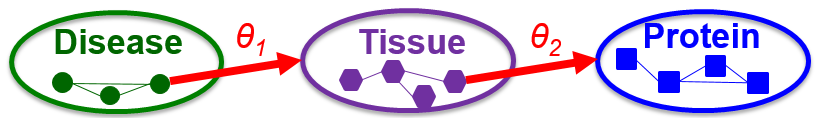 Disease θ₁ Tissue θ₂ Protein